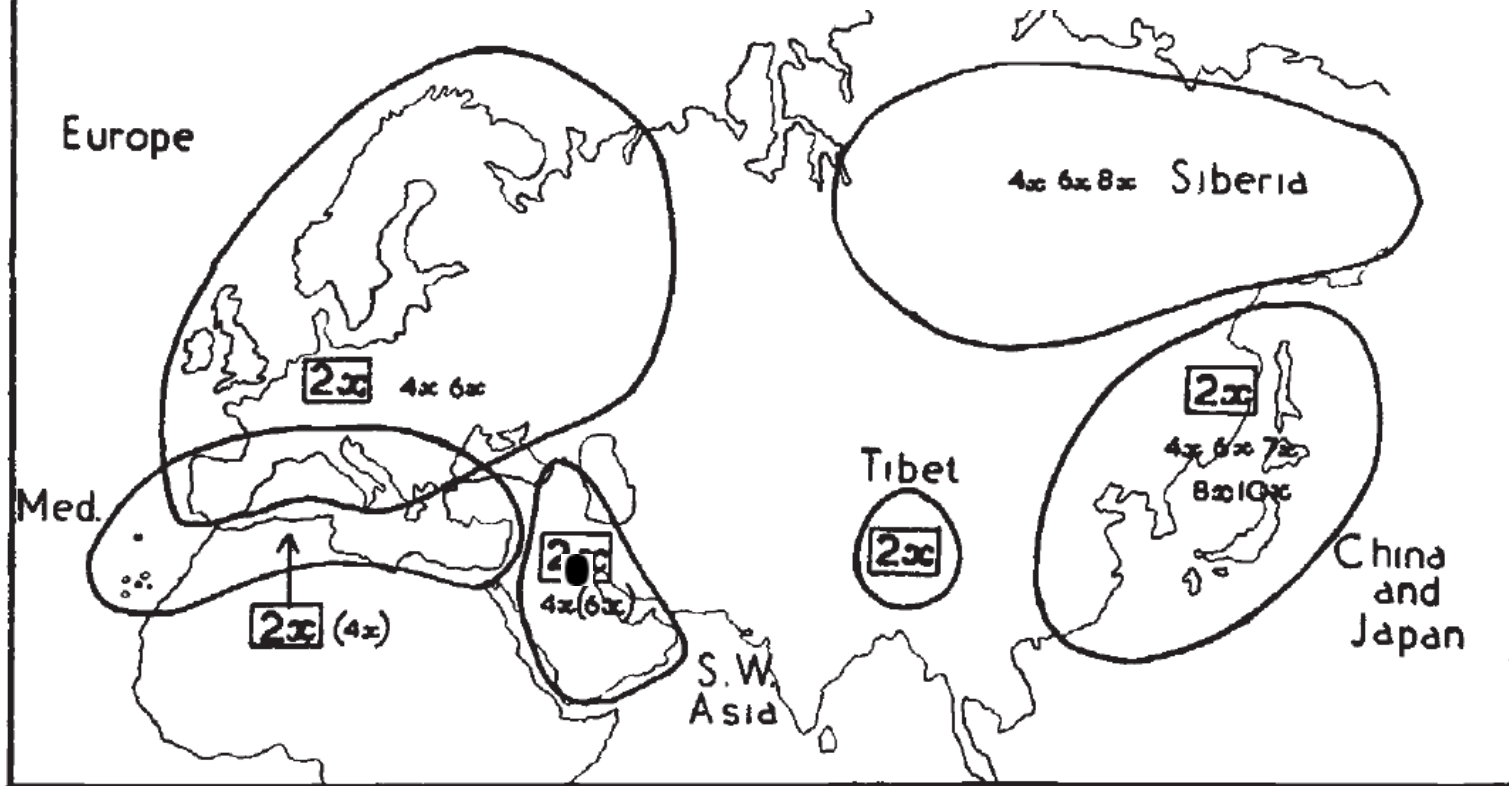 Europe
4x 6x 8x Siberia
2x 4x 6x
2x
4x 6x 7x
8x 10x
Tibet
2x
Med.
2x (4x)
4x (6x)
S.W.
Asia
China
and
Japan